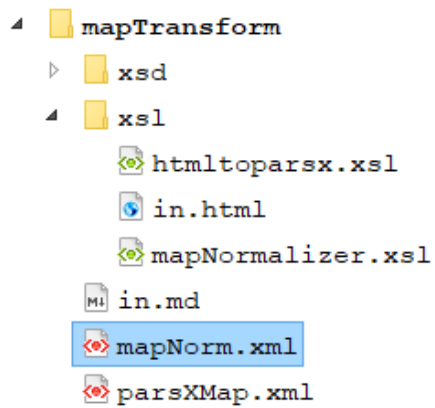 mapTransform
xsd
xsl
htmltoparsx.xsl
in.html
mapNormalizer.xsl
M↓ in.md
mapNorm.xml
parsXMap.xml